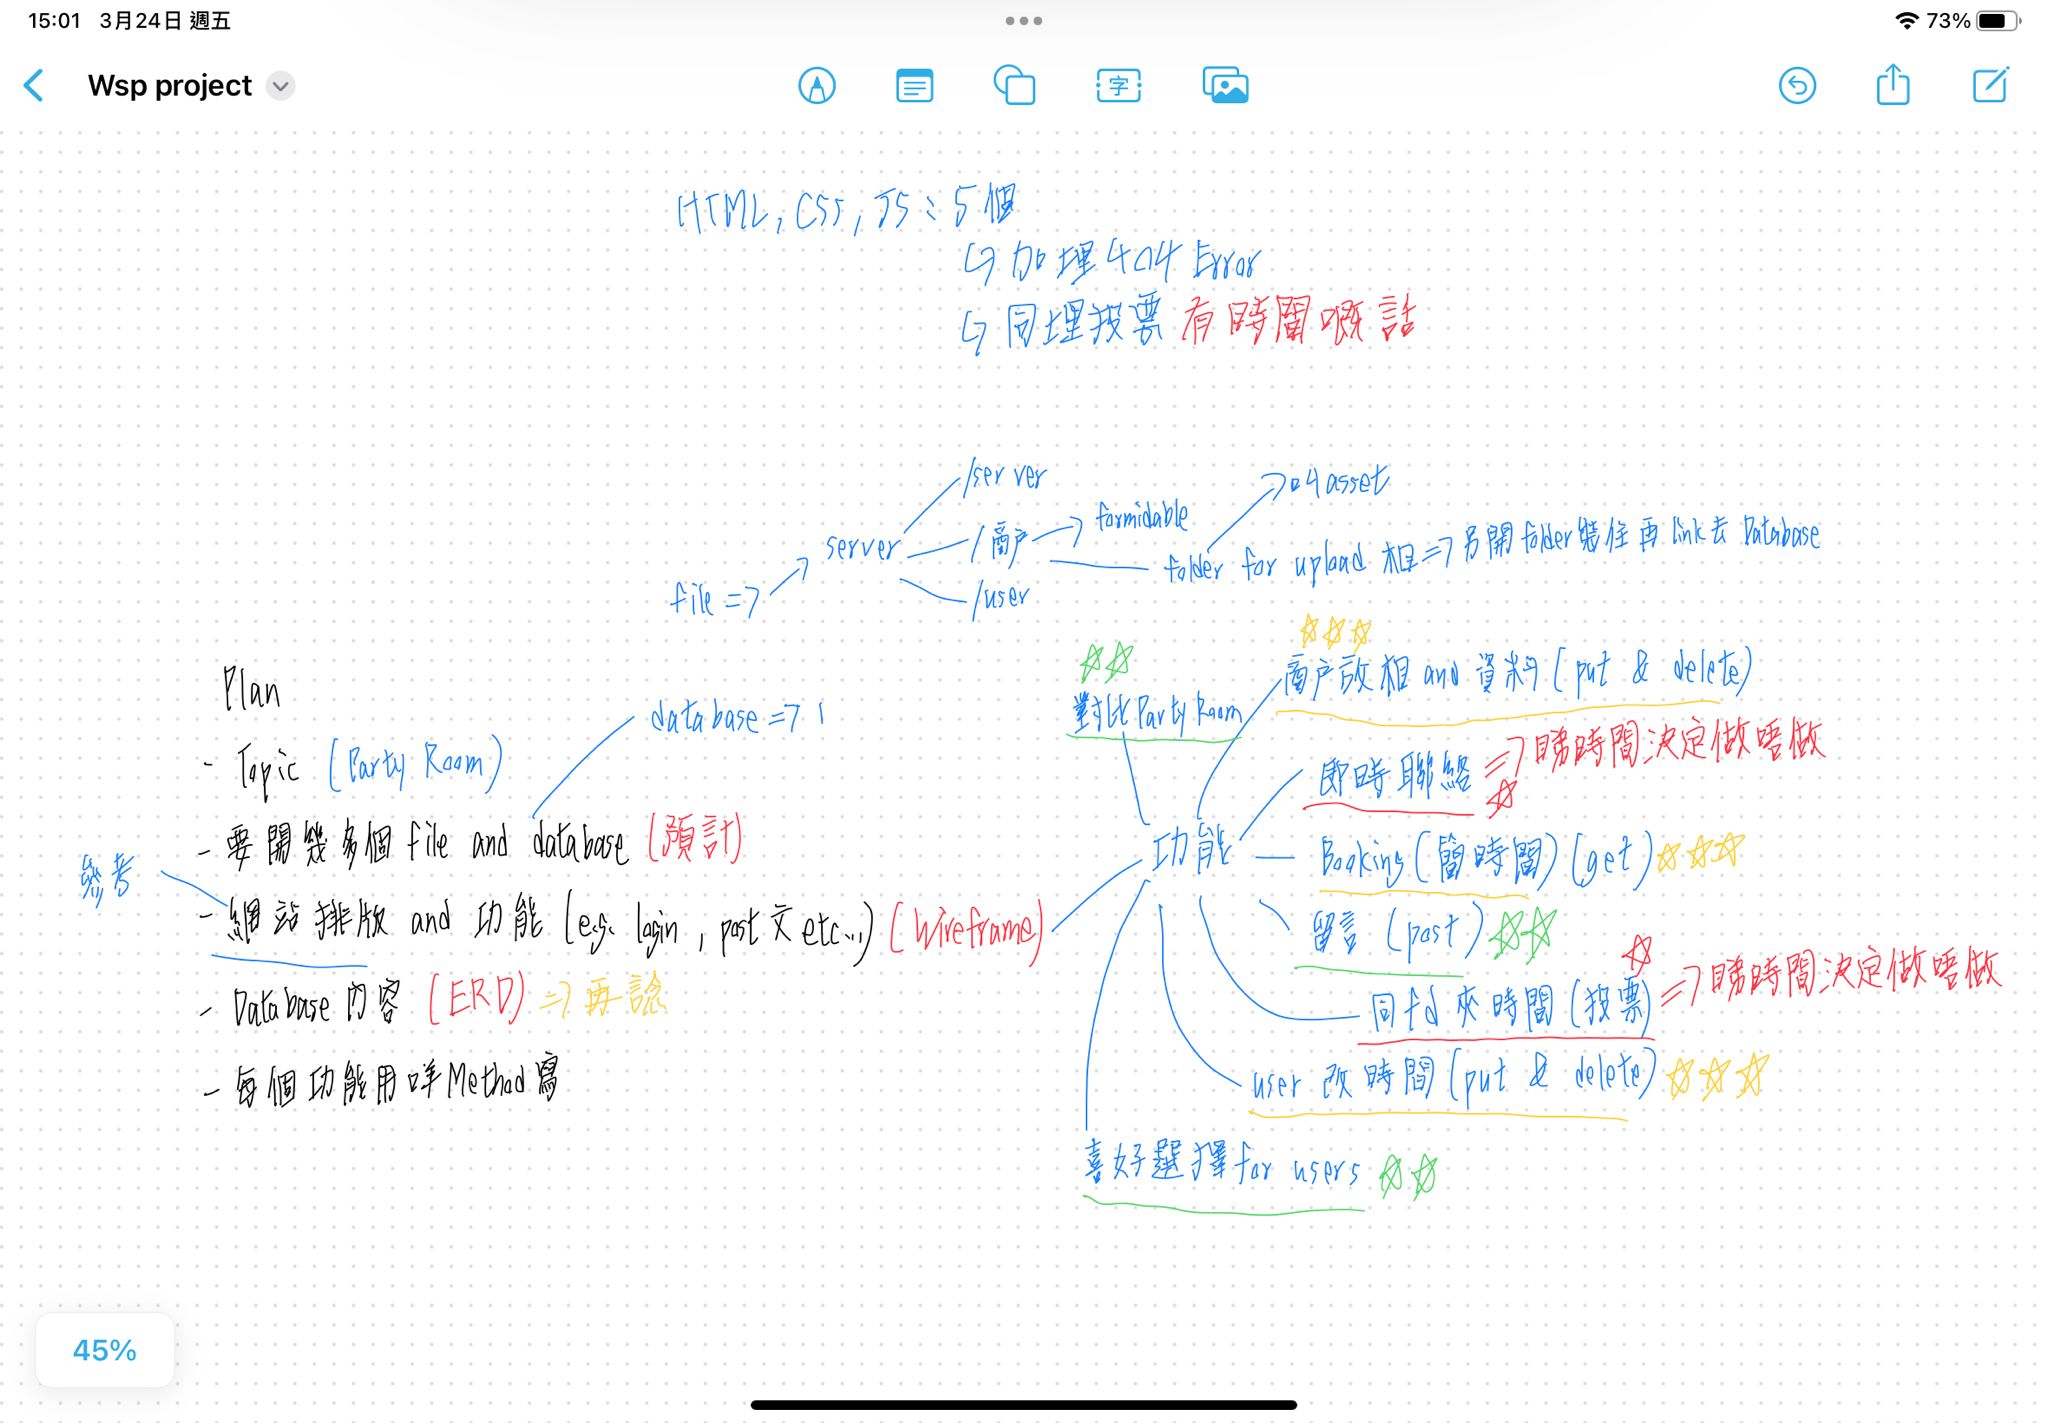 15:01 3月24日 週五
73%
Wsp project
字
HTML, CSS, JS : 5個
↳ 加埋 404 Error
↳ 同埋投票 有時間嘅話
file => → server
/server
/商戶 → formidable
/user
folder for upload 相 => 另開 folder 裝住再 link 去 Database
asset
Plan
- Topic (Party Room)
- 要開幾多個 file and database (預計)
database => 1
參考
- 網站排版 and 功能 (e.g. login , post 文 etc...) (Wireframe)
- Database 內容 (ERD) => 再諗
- 每個功能用咩 Method 寫
功能
☆☆
對比 Party Room
☆☆☆
商戶放相 and 資料 (put & delete)
即時聯絡 => 睇時間決定做唔做
☆
Booking (簡時間) (get) ☆☆☆
留言 (post) ☆☆
☆
同 fd 夾時間 (投票) => 睇時間決定做唔做
user 改時間 (put & delete) ☆☆☆
喜好選擇 for users ☆☆
45%